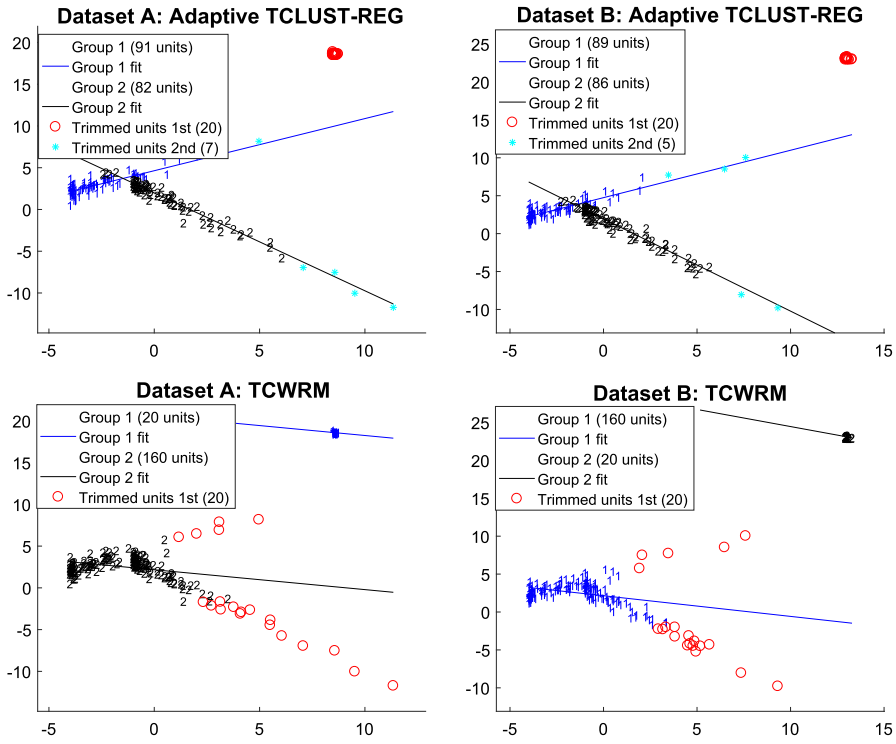 Dataset A: Adaptive TCLUST-REG
Group 1 (91 units)
Group 1 fit
Group 2 (82 units)
Group 2 fit
Trimmed units 1st (20)
Trimmed units 2nd (7)
20
15
10
5
0
-5
-10
-5
0
5
10
Dataset B: Adaptive TCLUST-REG
Group 1 (89 units)
Group 1 fit
Group 2 (86 units)
Group 2 fit
Trimmed units 1st (20)
Trimmed units 2nd (5)
25
20
15
10
5
0
-5
-10
-5
0
5
10
15
Dataset A: TCWRM
Group 1 (20 units)
Group 1 fit
Group 2 (160 units)
Group 2 fit
Trimmed units 1st (20)
20
15
10
5
0
-5
-10
-5
0
5
10
Dataset B: TCWRM
Group 1 (160 units)
Group 1 fit
Group 2 (20 units)
Group 2 fit
Trimmed units 1st (20)
25
20
15
10
5
0
-5
-10
-5
0
5
10
15